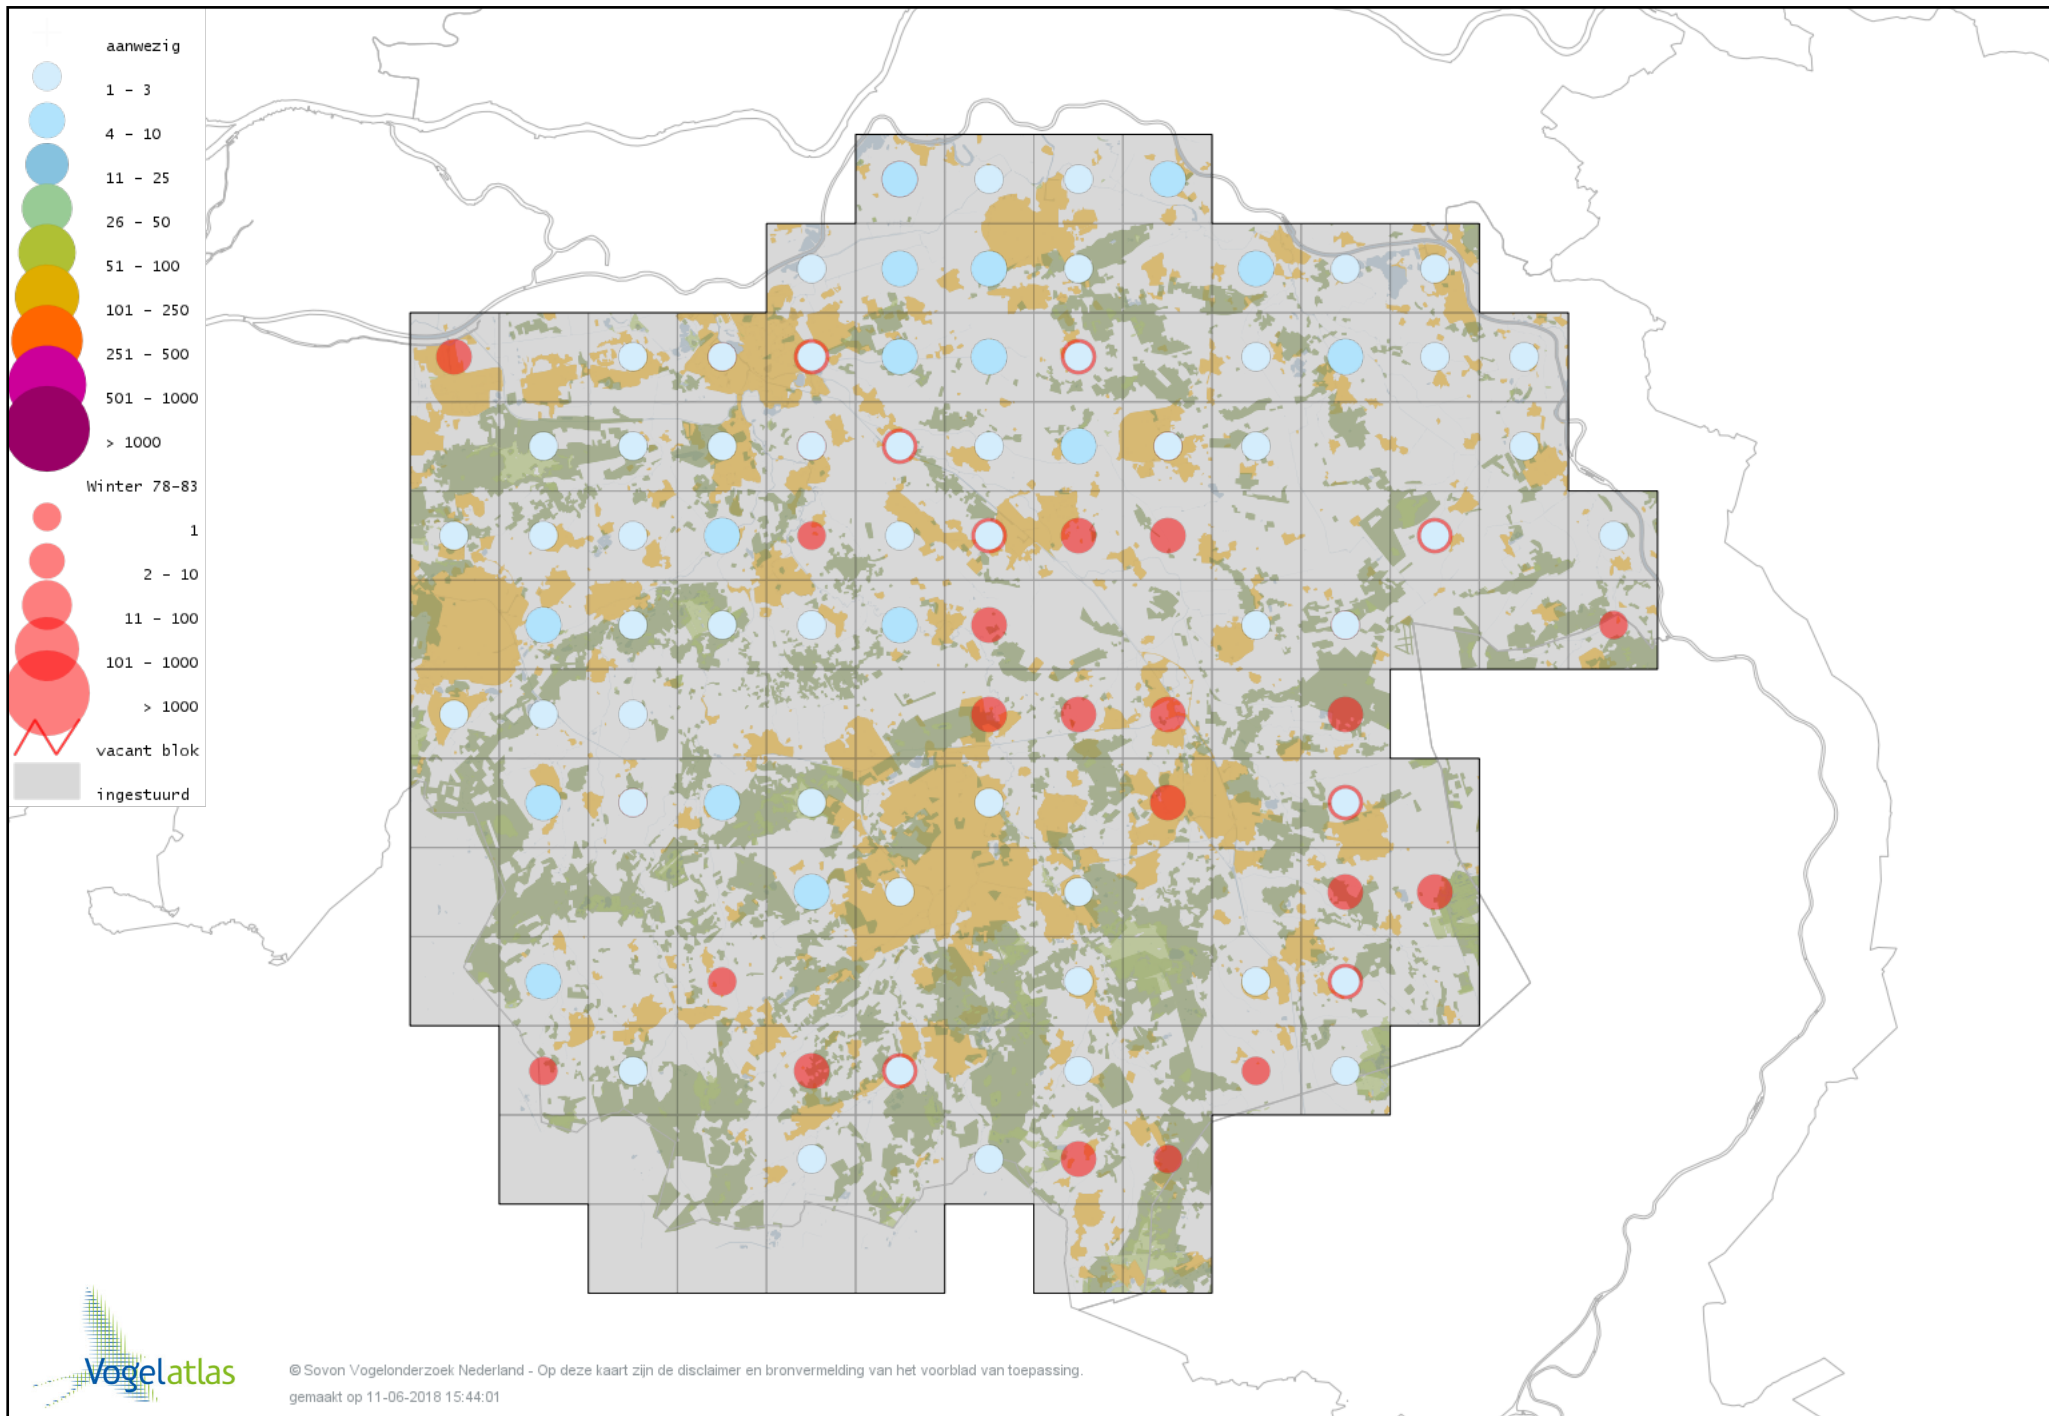 aanwezig
1 - 3
4 - 10
11 - 25
26 - 50
51 - 100
101 - 250
251 - 500
501 - 1000
> 1000
Winter 78-83
1
2 - 10
11 - 100
101 - 1000
> 1000
vacant blok
ingestuurd
Vogelatlas
© Sovon Vogelonderzoek Nederland - Op deze kaart zijn de disclaimer en bronvermelding van het voorblad van toepassing.
gemaakt op 11-06-2018 15:44:01